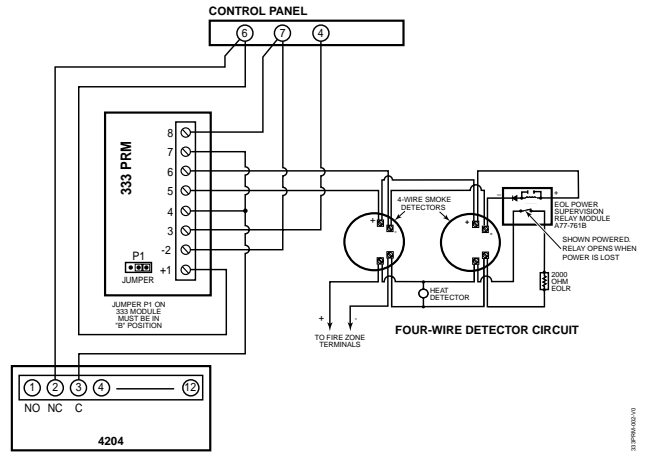 CONTROL PANEL
6 7 4
333 PRM
8
7
6
5
4
3
-2
+1
P1
JUMPER
JUMPER P1 ON
333 MODULE
MUST BE IN
"B" POSITION
4-WIRE SMOKE
DETECTORS
+ -
+ -
- +
EOL POWER
SUPERVISION
RELAY MODULE
A77-761B
SHOWN POWERED.
RELAY OPENS WHEN
POWER IS LOST
2000
OHM
EOLR
HEAT
DETECTOR
+ -
TO FIRE ZONE
TERMINALS
FOUR-WIRE DETECTOR CIRCUIT
1 2 3 4 12
NO NC C
4204
333PRM-002-V0